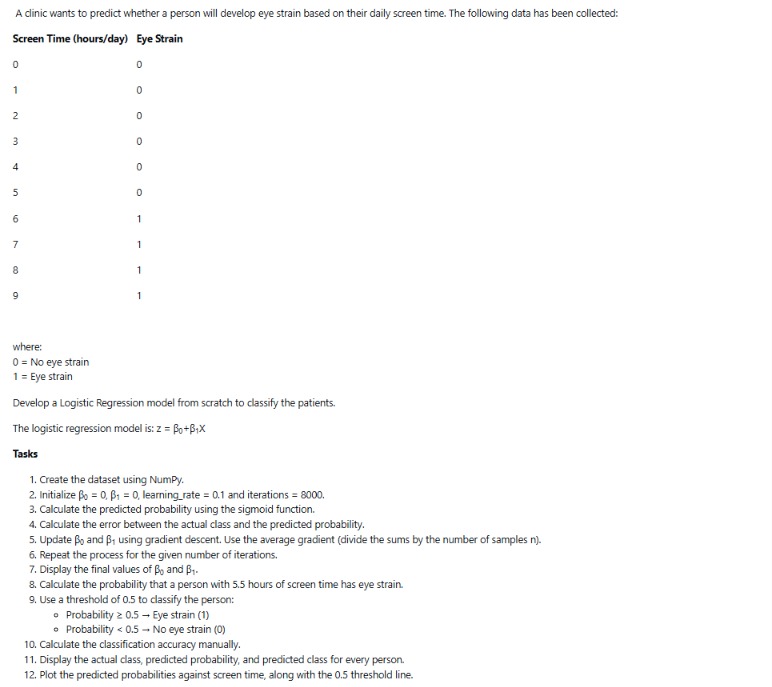 A clinic wants to predict whether a person will develop eye strain based on their daily screen time. The following data has been collected:
Screen Time (hours/day) Eye Strain
0 0
1 0
2 0
3 0
4 0
5 0
6 1
7 1
8 1
9 1
where:
0 = No eye strain
1 = Eye strain
Develop a Logistic Regression model from scratch to classify the patients.
The logistic regression model is: z = β₀+β₁X
Tasks
1. Create the dataset using NumPy.
2. Initialize β₀ = 0, β₁ = 0, learning_rate = 0.1 and iterations = 8000.
3. Calculate the predicted probability using the sigmoid function.
4. Calculate the error between the actual class and the predicted probability.
5. Update β₀ and β₁ using gradient descent. Use the average gradient (divide the sums by the number of samples n).
6. Repeat the process for the given number of iterations.
7. Display the final values of β₀ and β₁.
8. Calculate the probability that a person with 5.5 hours of screen time has eye strain.
9. Use a threshold of 0.5 to classify the person:
∘ Probability ≥ 0.5 → Eye strain (1)
∘ Probability < 0.5 → No eye strain (0)
10. Calculate the classification accuracy manually.
11. Display the actual class, predicted probability, and predicted class for every person.
12. Plot the predicted probabilities against screen time, along with the 0.5 threshold line.